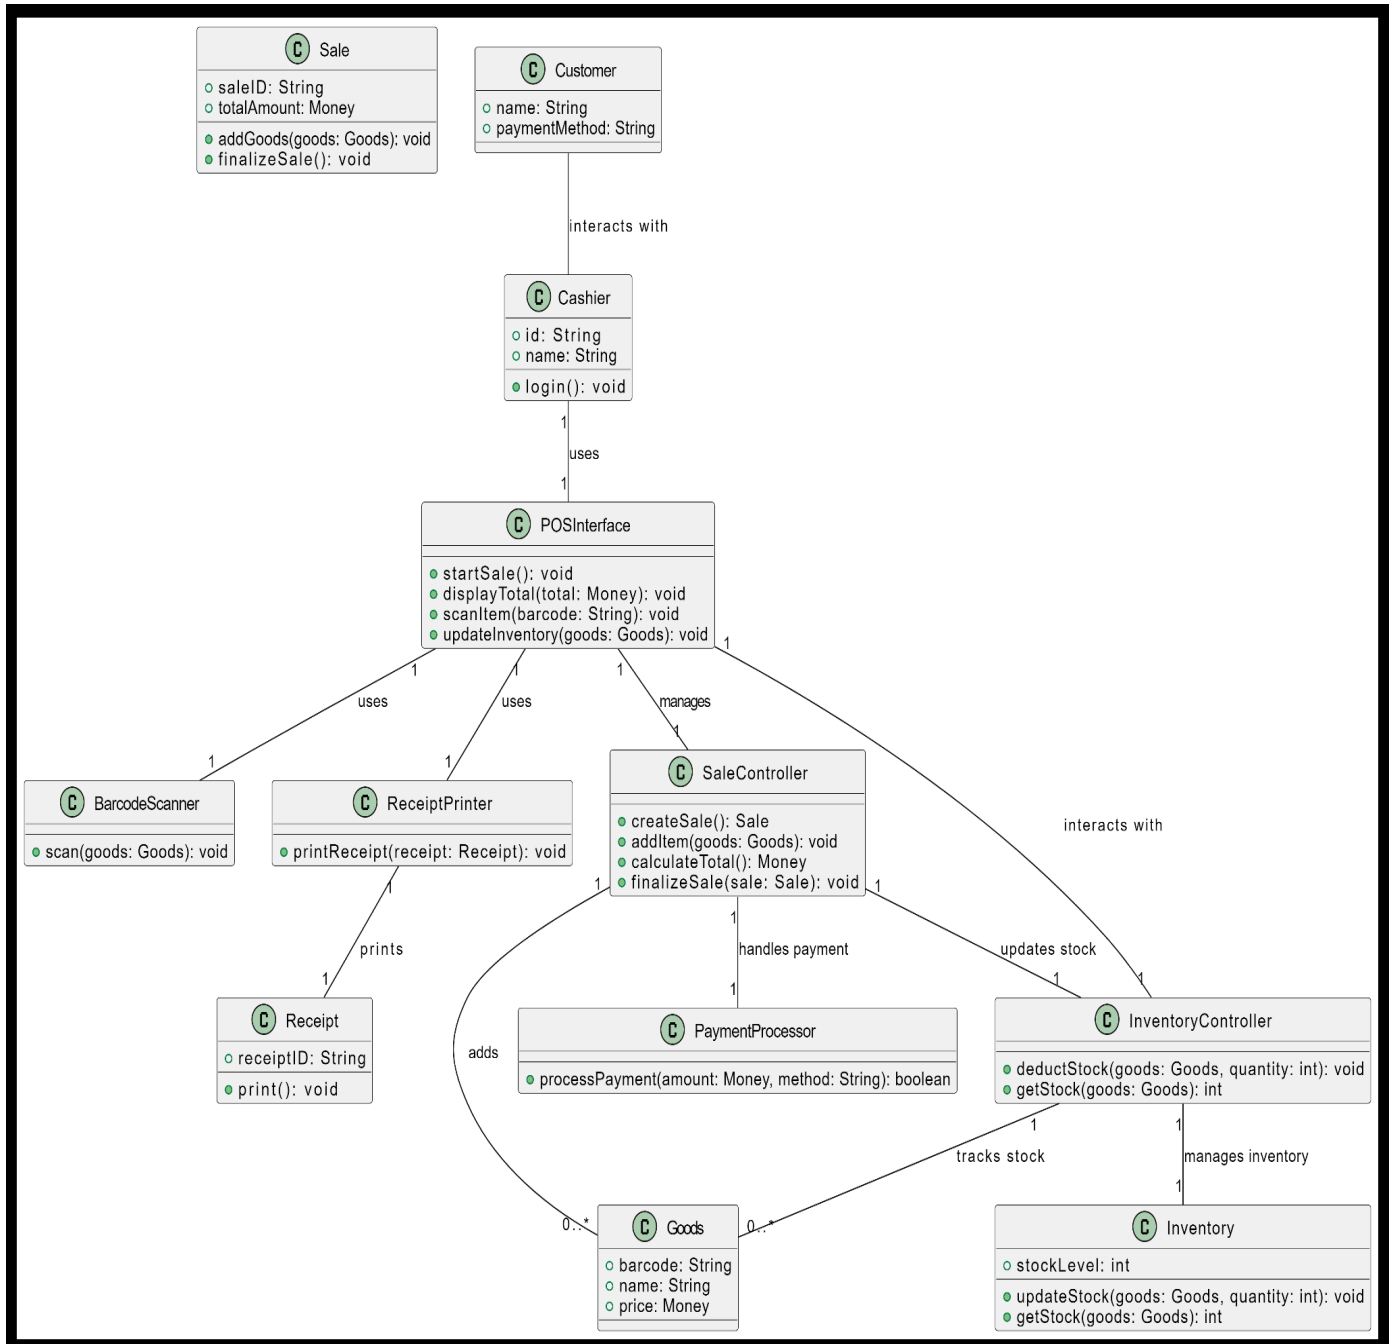 C Sale
saleID: String
totalAmount: Money
addGoods(goods: Goods): void
finalizeSale(): void
C Customer
name: String
paymentMethod: String
interacts with
C Cashier
id: String
name: String
login(): void
1
uses
1
C POSInterface
startSale(): void
displayTotal(total: Money): void
scanItem(barcode: String): void
updateInventory(goods: Goods): void
1 1 1 1
uses uses manages
1 1 1
interacts with
C BarcodeScanner
scan(goods: Goods): void
C ReceiptPrinter
printReceipt(receipt: Receipt): void
C SaleController
createSale(): Sale
addItem(goods: Goods): void
calculateTotal(): Money
finalizeSale(sale: Sale): void
1 1 1 1
prints adds handles payment updates stock
1 1 1 1
C Receipt
receiptID: String
print(): void
C PaymentProcessor
processPayment(amount: Money, method: String): boolean
C InventoryController
deductStock(goods: Goods, quantity: int): void
getStock(goods: Goods): int
1 1
tracks stock manages inventory
0..* 0..* 1
C Goods
barcode: String
name: String
price: Money
C Inventory
stockLevel: int
updateStock(goods: Goods, quantity: int): void
getStock(goods: Goods): int